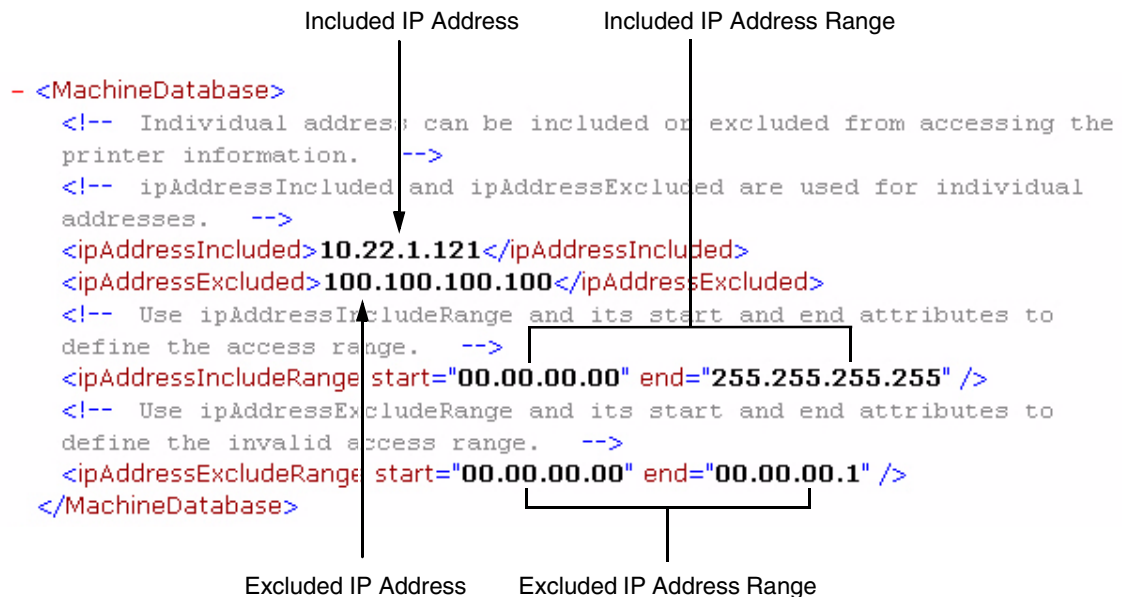 Included IP Address
Included IP Address Range
- <MachineDatabase>
<!-- Individual address can be included or excluded from accessing the
printer information. -->
<!-- ipAddressIncluded and ipAddressExcluded are used for individual
addresses. -->
<ipAddressIncluded>10.22.1.121</ipAddressIncluded>
<ipAddressExcluded>100.100.100.100</ipAddressExcluded>
<!-- Use ipAddressIncludeRange and its start and end attributes to
define the access range. -->
<ipAddressIncludeRange start="00.00.00.00" end="255.255.255.255" />
<!-- Use ipAddressExcludeRange and its start and end attributes to
define the invalid access range. -->
<ipAddressExcludeRange start="00.00.00.00" end="00.00.00.1" />
</MachineDatabase>
Excluded IP Address
Excluded IP Address Range